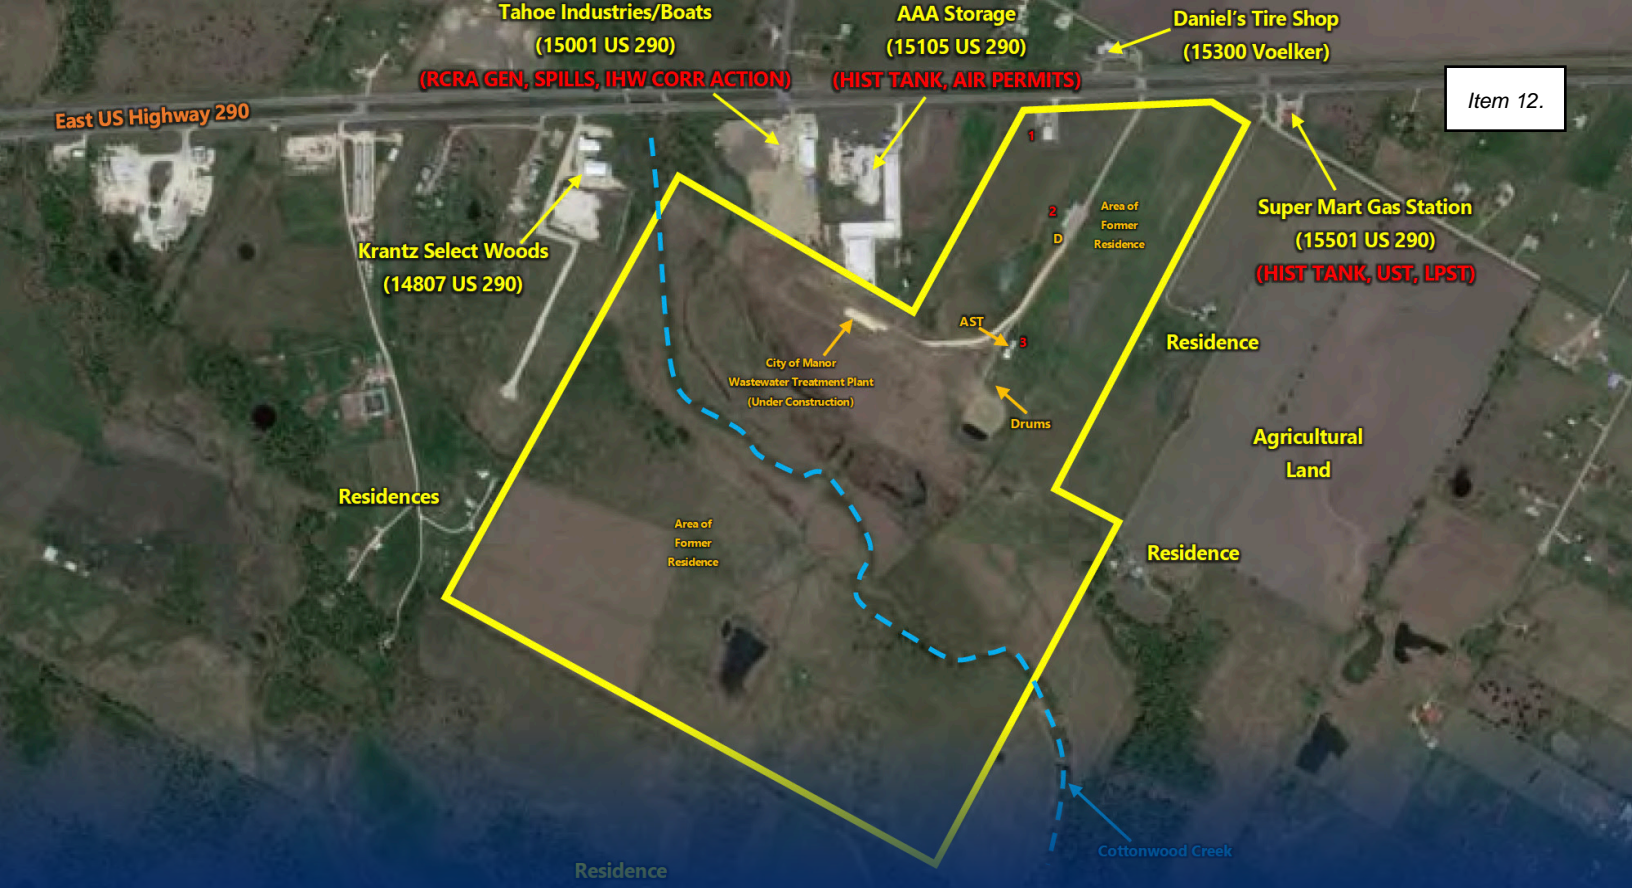 Tahoe Industries/Boats
(15001 US 290)
(RCRA GEN, SPILLS, IHW CORR ACTION)
AAA Storage
(15105 US 290)
(HIST TANK, AIR PERMITS)
Daniel's Tire Shop
(15300 Voelker)
Item 12.
East US Highway 290
1
Krantz Select Woods
(14807 US 290)
2
D
Area of
Former
Residence
Super Mart Gas Station
(15501 US 290)
(HIST TANK, UST, LPST)
AST
3
Residence
City of Manor
Wastewater Treatment Plant
(Under Construction)
Drums
Agricultural
Land
Residences
Area of
Former
Residence
Residence
Cottonwood Creek
Residence